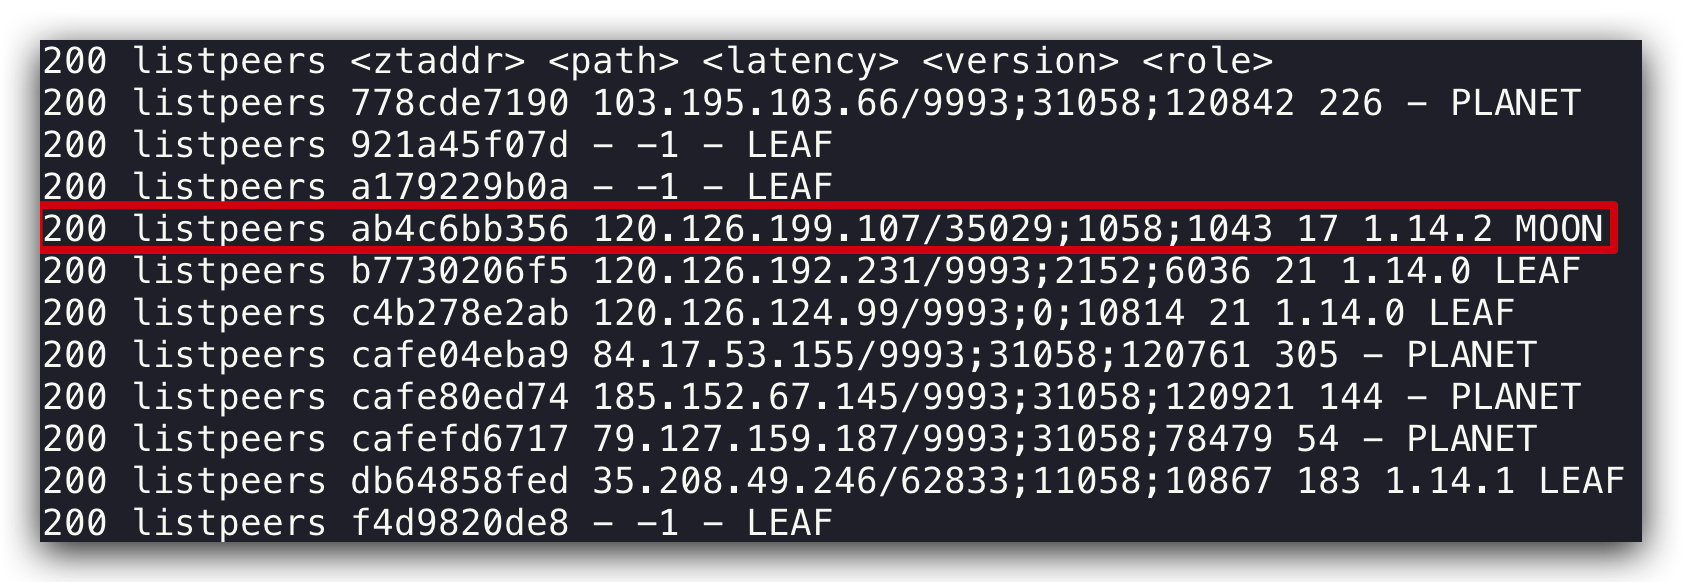 200 listpeers <ztaddr> <path> <latency> <version> <role>
200 listpeers 778cde7190 103.195.103.66/9993;31058;120842 226 - PLANET
200 listpeers 921a45f07d - -1 - LEAF
200 listpeers a179229b0a - -1 - LEAF
200 listpeers ab4c6bb356 120.126.199.107/35029;1058;1043 17 1.14.2 MOON
200 listpeers b7730206f5 120.126.192.231/9993;2152;6036 21 1.14.0 LEAF
200 listpeers c4b278e2ab 120.126.124.99/9993;0;10814 21 1.14.0 LEAF
200 listpeers cafe04eba9 84.17.53.155/9993;31058;120761 305 - PLANET
200 listpeers cafe80ed74 185.152.67.145/9993;31058;120921 144 - PLANET
200 listpeers cafefd6717 79.127.159.187/9993;31058;78479 54 - PLANET
200 listpeers db64858fed 35.208.49.246/62833;11058;10867 183 1.14.1 LEAF
200 listpeers f4d9820de8 - -1 - LEAF